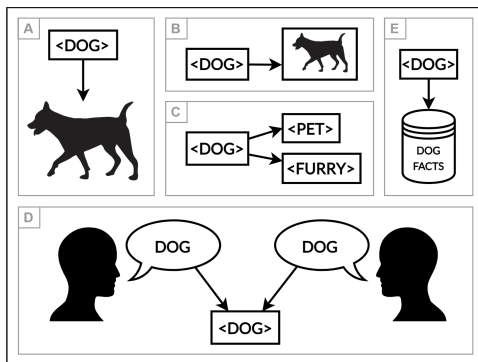 A
<DOG>
B
<DOG>
C
<DOG>
<PET>
<FURRY>
E
<DOG>
DOG
FACTS
D
DOG
DOG
<DOG>